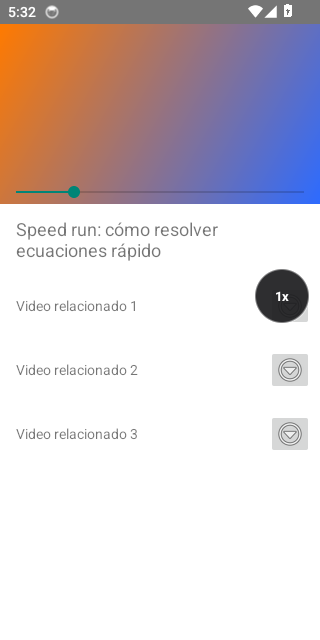 5:32
Speed run: cómo resolver
ecuaciones rápido
Video relacionado 1
1x
Video relacionado 2
Video relacionado 3